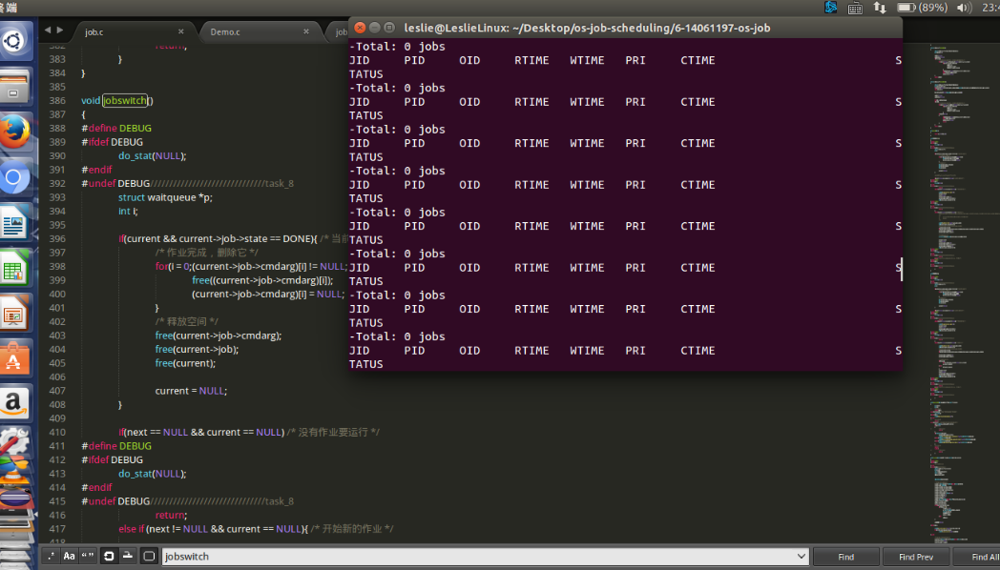 终端
(89%)
23:4
job.c
×
Demo.c
×
job
leslie@LeslieLinux: ~/Desktop/os-job-scheduling/6-14061197-os-job
383 }
384 }
385
386 void jobswitch()
387 {
388 #define DEBUG
389 #ifdef DEBUG
390 do_stat(NULL);
391 #endif
392 #undef DEBUG//////////////////////////////task_8
393 struct waitqueue *p;
394 int i;
395
396 if(current && current->job->state == DONE){ /* 当前
397 /* 作业完成，删除它 */
398 for(i = 0;(current->job->cmdarg)[i] != NULL;
399 free((current->job->cmdarg)[i]);
400 (current->job->cmdarg)[i] = NULL;
401 }
402 /* 释放空间 */
403 free(current->job->cmdarg);
404 free(current->job);
405 free(current);
406
407 current = NULL;
408 }
409
410 if(next == NULL && current == NULL) /* 没有作业要运行 */
411 #define DEBUG
412 #ifdef DEBUG
413 do_stat(NULL);
414 #endif
415 #undef DEBUG//////////////////////////////task_8
416 return;
417 else if (next != NULL && current == NULL){ /* 开始新的作业 */
-Total: 0 jobs
JID PID OID RTIME WTIME PRI CTIME S
TATUS
-Total: 0 jobs
JID PID OID RTIME WTIME PRI CTIME S
TATUS
-Total: 0 jobs
JID PID OID RTIME WTIME PRI CTIME S
TATUS
-Total: 0 jobs
JID PID OID RTIME WTIME PRI CTIME S
TATUS
-Total: 0 jobs
JID PID OID RTIME WTIME PRI CTIME S
TATUS
-Total: 0 jobs
JID PID OID RTIME WTIME PRI CTIME S
TATUS
-Total: 0 jobs
JID PID OID RTIME WTIME PRI CTIME S
TATUS
-Total: 0 jobs
JID PID OID RTIME WTIME PRI CTIME S
TATUS
.* Aa “ ”
jobswitch
Find
Find Prev
Find All